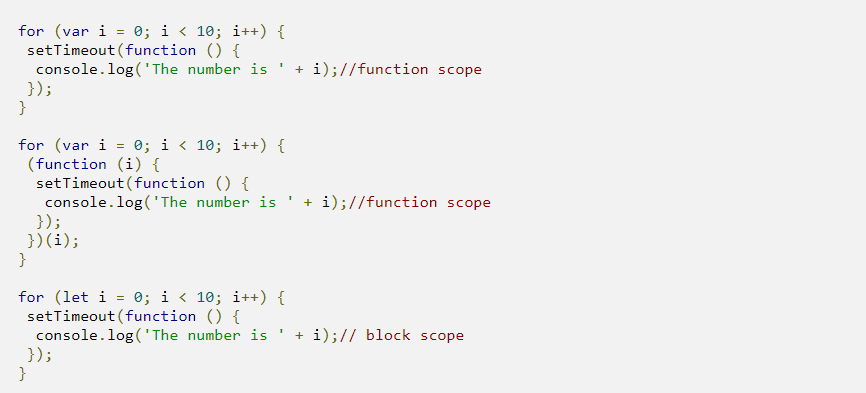 for (var i = 0; i < 10; i++) {
 setTimeout(function () {
  console.log('The number is ' + i);//function scope
 });
}

for (var i = 0; i < 10; i++) {
 (function (i) {
  setTimeout(function () {
   console.log('The number is ' + i);//function scope
  });
 })(i);
}

for (let i = 0; i < 10; i++) {
 setTimeout(function () {
  console.log('The number is ' + i);// block scope
 });
}